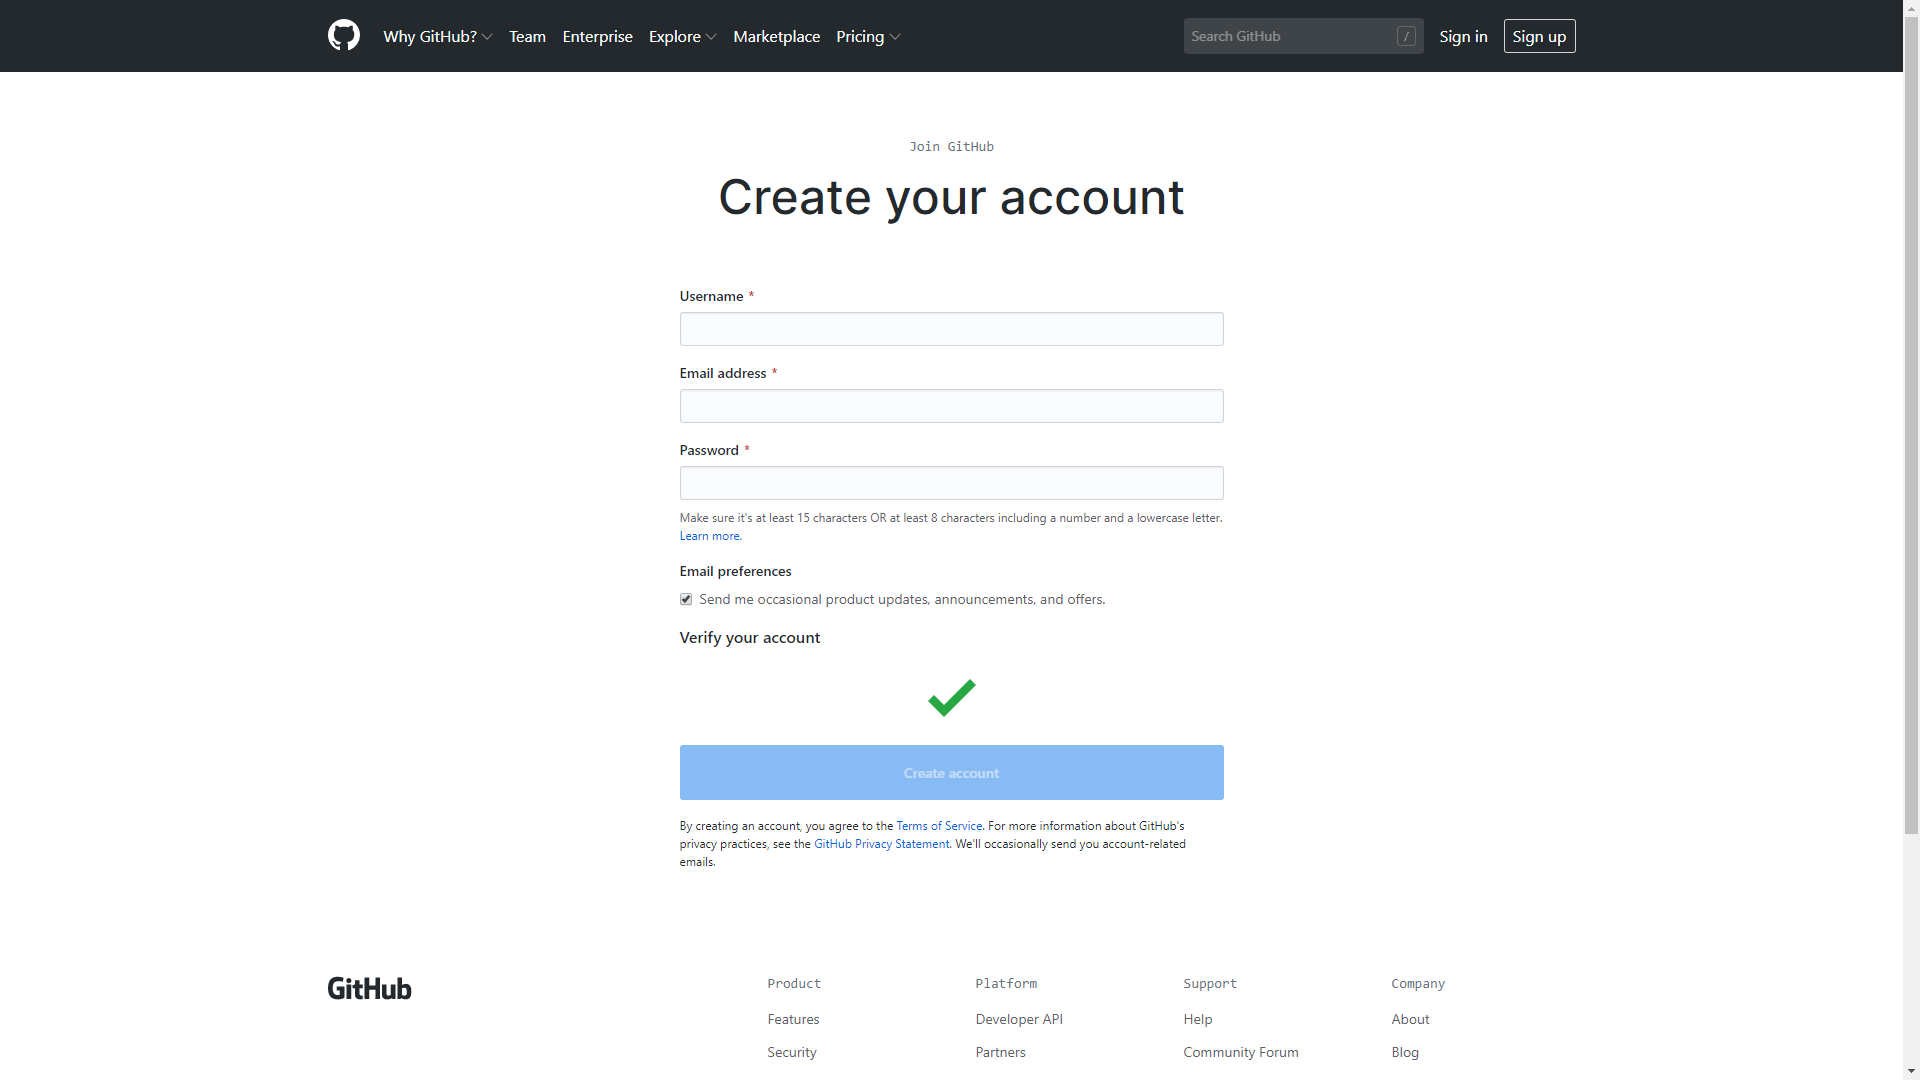 Why GitHub? Team Enterprise Explore Marketplace Pricing Search GitHub / Sign in Sign up
Join GitHub
Create your account
Username *
Email address *
Password *
Make sure it's at least 15 characters OR at least 8 characters including a number and a lowercase letter.
Learn more.
Email preferences
Send me occasional product updates, announcements, and offers.
Verify your account
Create account
By creating an account, you agree to the Terms of Service. For more information about GitHub's
privacy practices, see the GitHub Privacy Statement. We'll occasionally send you account-related
emails.
GitHub
Product Platform Support Company
Features Developer API Help About
Security Partners Community Forum Blog